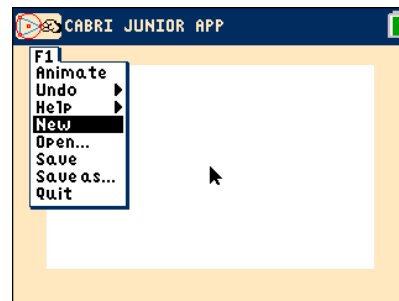 CABRI JUNIOR APP
F1
Animate
Undo
Help
New
Open...
Save
Save as...
Quit